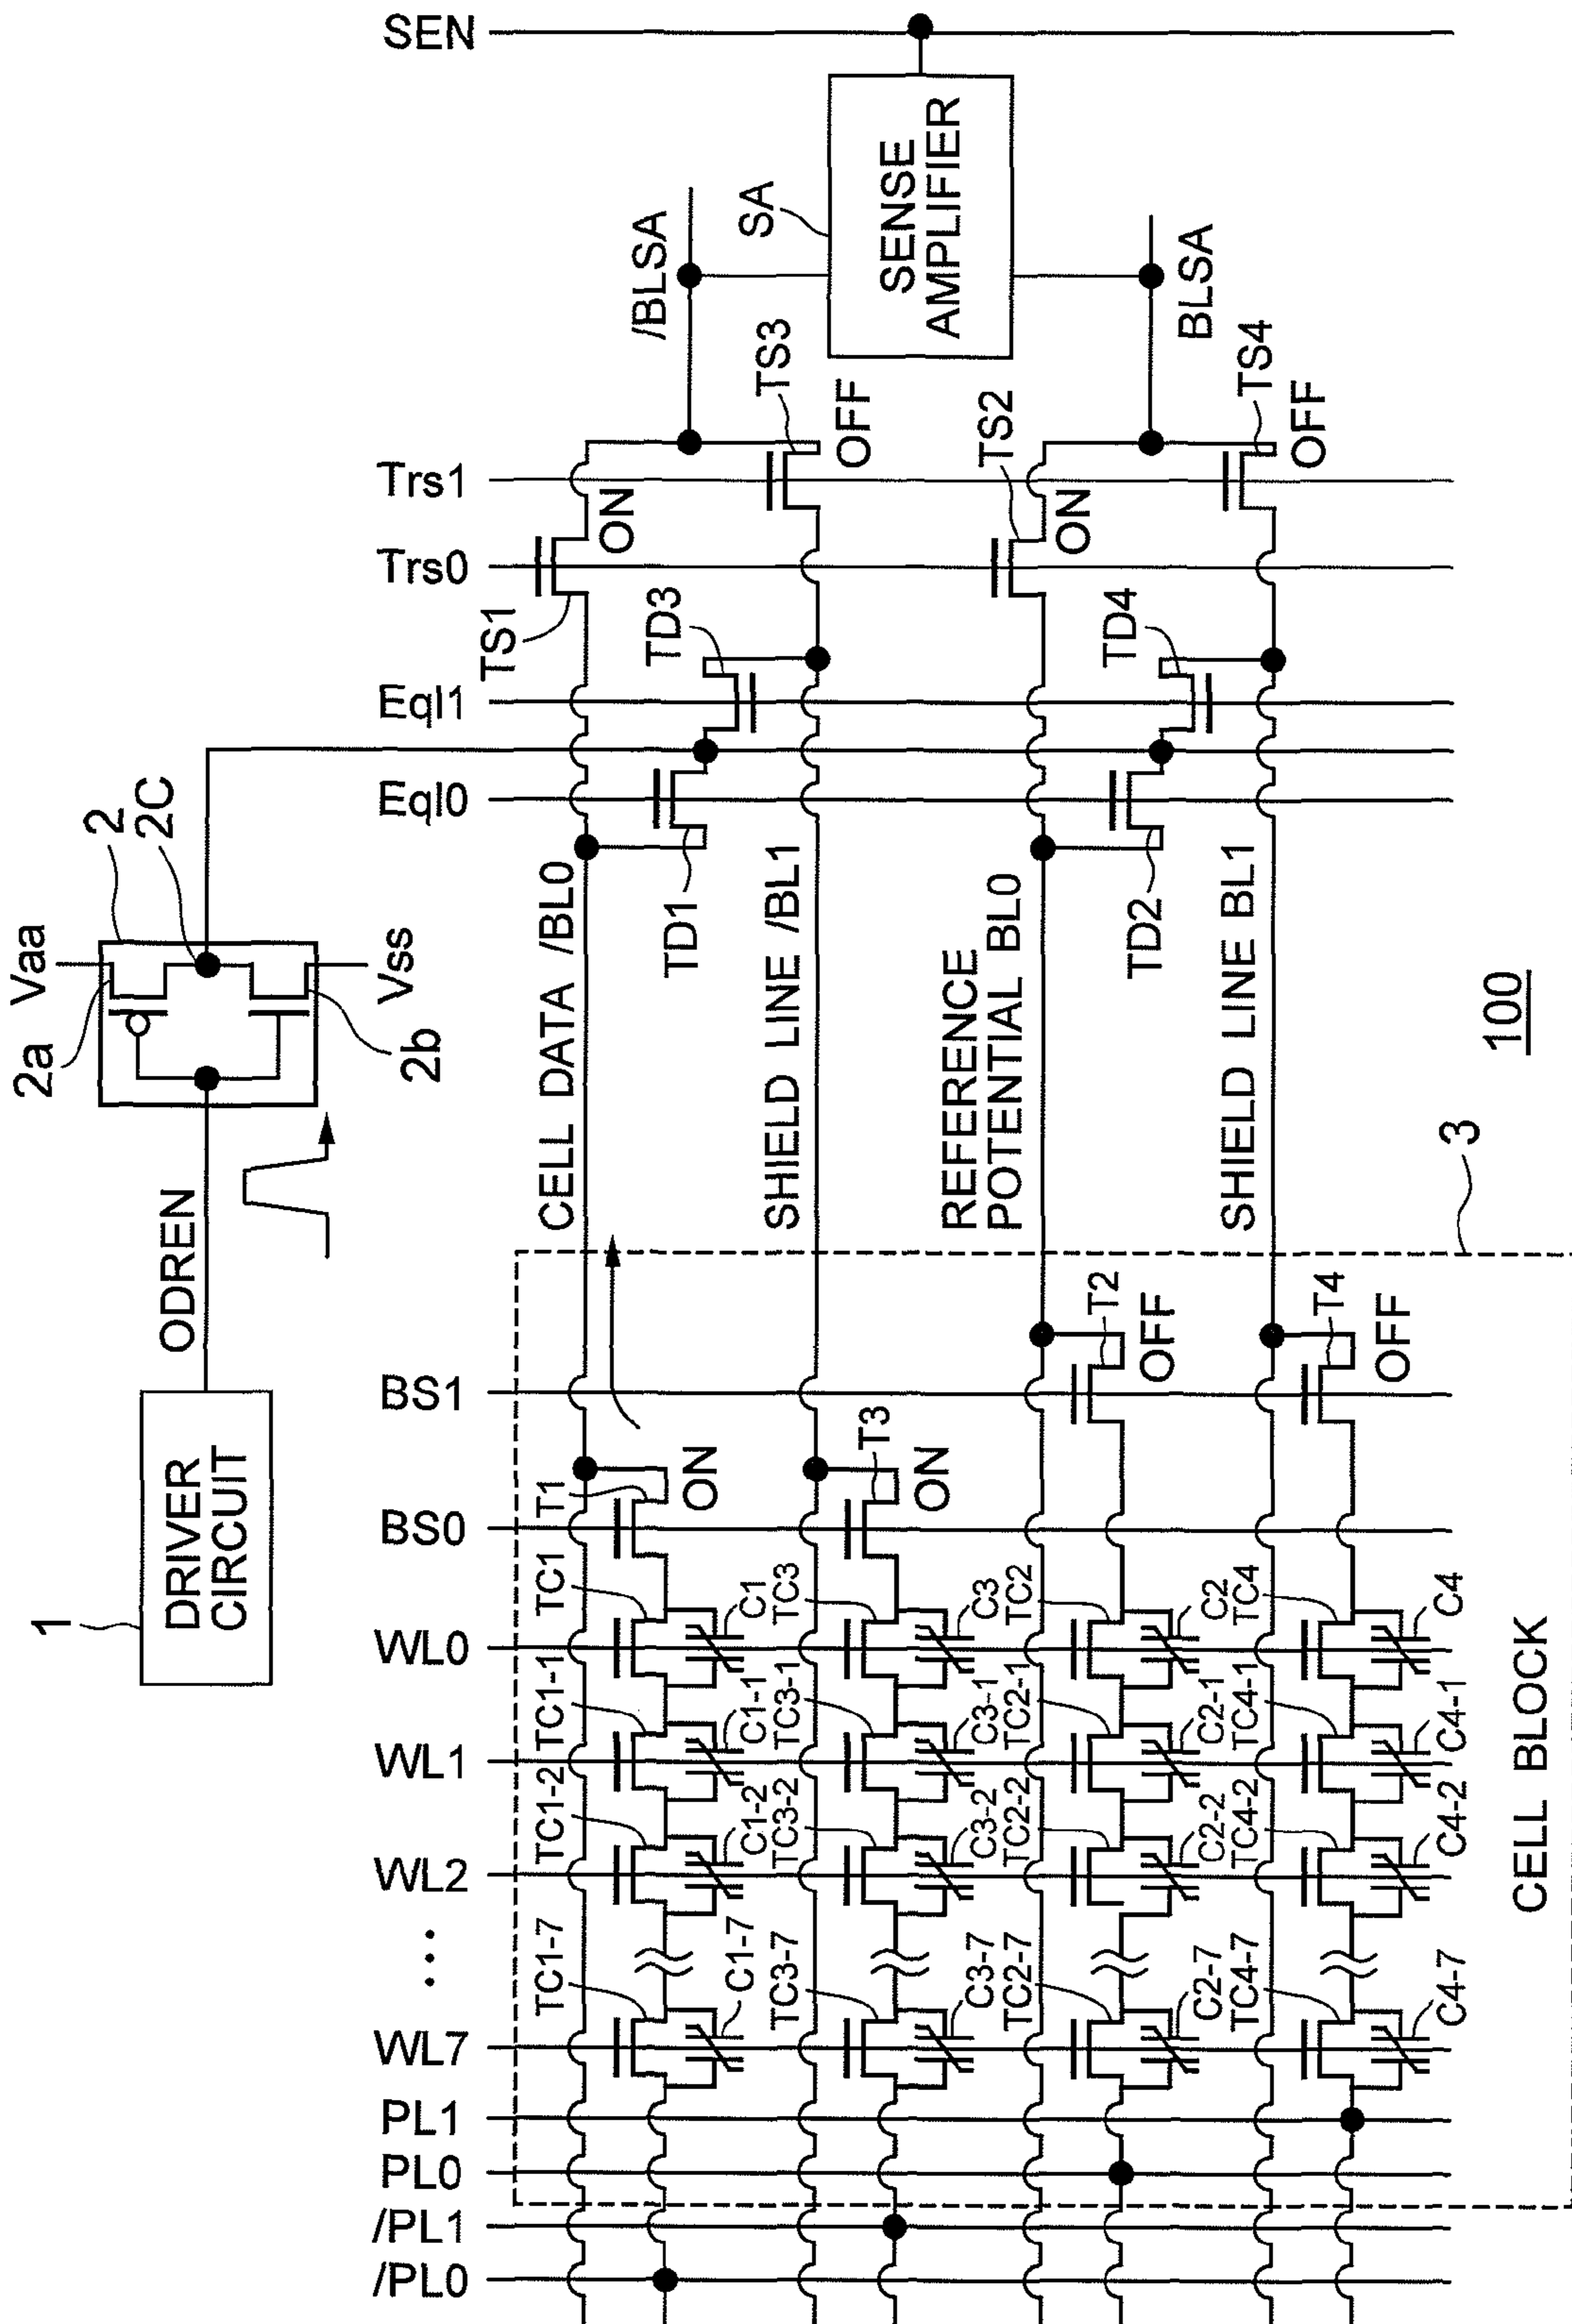 SEN
SENSE
AMPLIFIER
SA
/BLSA
BLSA
TS3
OFF
TS4
OFF
TS2
Trs1
ON
ON
Trs0
TS1
TD3
TD4
Eql1
Eql0
2
2C
Vaa
Vss
2a
2b
TD1
TD2
CELL DATA /BL0
SHIELD LINE /BL1
REFERENCE
POTENTIAL BL0
SHIELD LINE BL1
100
3
ODREN
1
DRIVER
CIRCUIT
BS1
T2
OFF
T4
OFF
BS0
T1
ON
T3
ON
WL0
TC1
C1
TC3
C3
TC2
C2
TC4
C4
WL1
TC1-1
C1-1
TC3-1
C3-1
TC2-1
C2-1
TC4-1
C4-1
WL2
TC1-2
C1-2
TC3-2
C3-2
TC2-2
C2-2
TC4-2
C4-2
...
WL7
TC1-7
C1-7
TC3-7
C3-7
TC2-7
C2-7
TC4-7
C4-7
PL1
PL0
/PL1
/PL0
CELL BLOCK